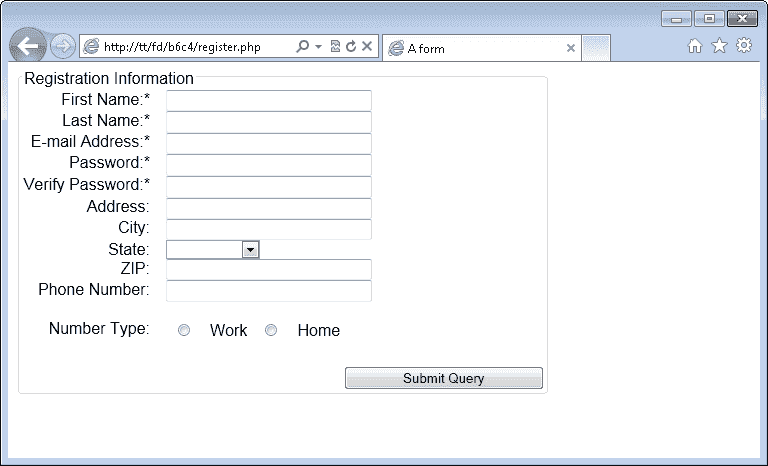 http://tt/fd/b6c4/register.php
A form
Registration Information
First Name:*
Last Name:*
E-mail Address:*
Password:*
Verify Password:*
Address:
City:
State:
ZIP:
Phone Number:
Number Type: Work Home
Submit Query